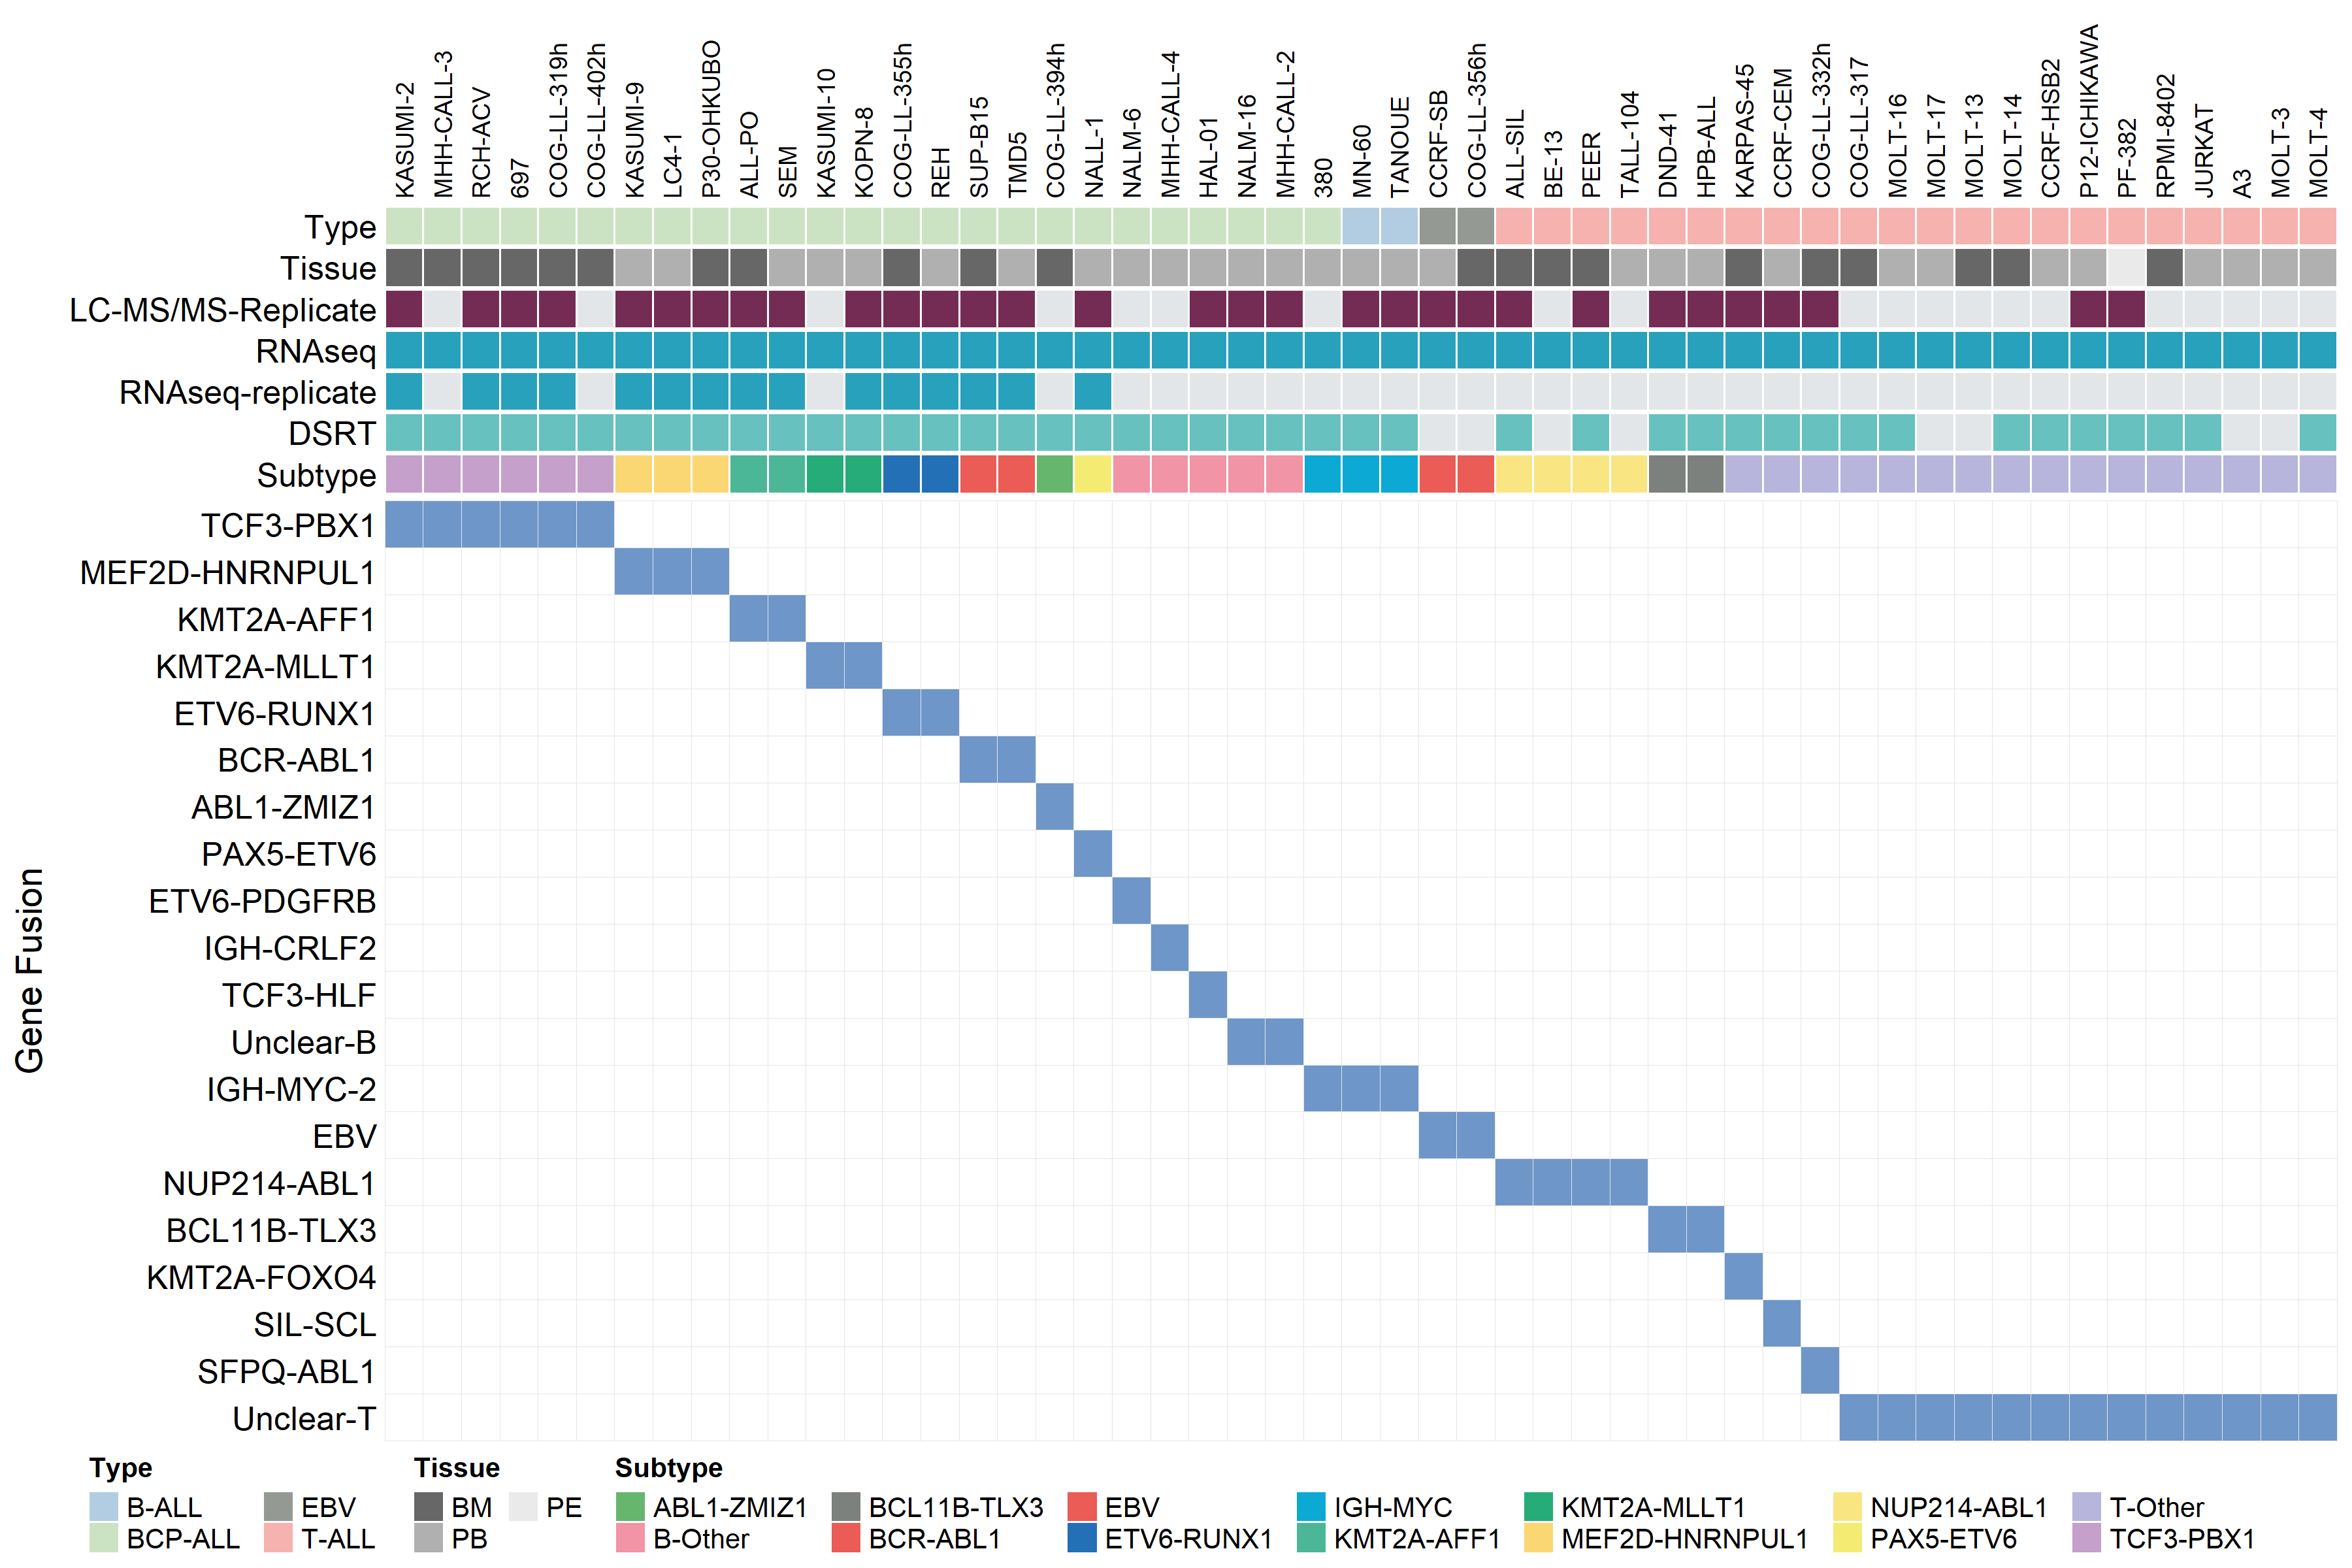 KASUMI-2
MHH-CALL-3
RCH-ACV
697
COG-LL-319h
COG-LL-402h
KASUMI-9
LC4-1
P30-OHKUBO
ALL-PO
SEM
KASUMI-10
KOPN-8
COG-LL-355h
REH
SUP-B15
TMD5
COG-LL-394h
NALL-1
NALM-6
MHH-CALL-4
HAL-01
NALM-16
MHH-CALL-2
380
MN-60
TANOUE
CCRF-SB
COG-LL-356h
ALL-SIL
BE-13
PEER
TALL-104
DND-41
HPB-ALL
KARPAS-45
CCRF-CEM
COG-LL-332h
COG-LL-317
MOLT-16
MOLT-17
MOLT-13
MOLT-14
CCRF-HSB2
P12-ICHIKAWA
PF-382
RPMI-8402
JURKAT
A3
MOLT-3
MOLT-4
Type
Tissue
LC-MS/MS-Replicate
RNAseq
RNAseq-replicate
DSRT
Subtype
Gene Fusion
TCF3-PBX1
MEF2D-HNRNPUL1
KMT2A-AFF1
KMT2A-MLLT1
ETV6-RUNX1
BCR-ABL1
ABL1-ZMIZ1
PAX5-ETV6
ETV6-PDGFRB
IGH-CRLF2
TCF3-HLF
Unclear-B
IGH-MYC-2
EBV
NUP214-ABL1
BCL11B-TLX3
KMT2A-FOXO4
SIL-SCL
SFPQ-ABL1
Unclear-T
Type Tissue Subtype
B-ALL EBV BM PE ABL1-ZMIZ1 BCL11B-TLX3 EBV IGH-MYC KMT2A-MLLT1 NUP214-ABL1 T-Other
BCP-ALL T-ALL PB B-Other BCR-ABL1 ETV6-RUNX1 KMT2A-AFF1 MEF2D-HNRNPUL1 PAX5-ETV6 TCF3-PBX1